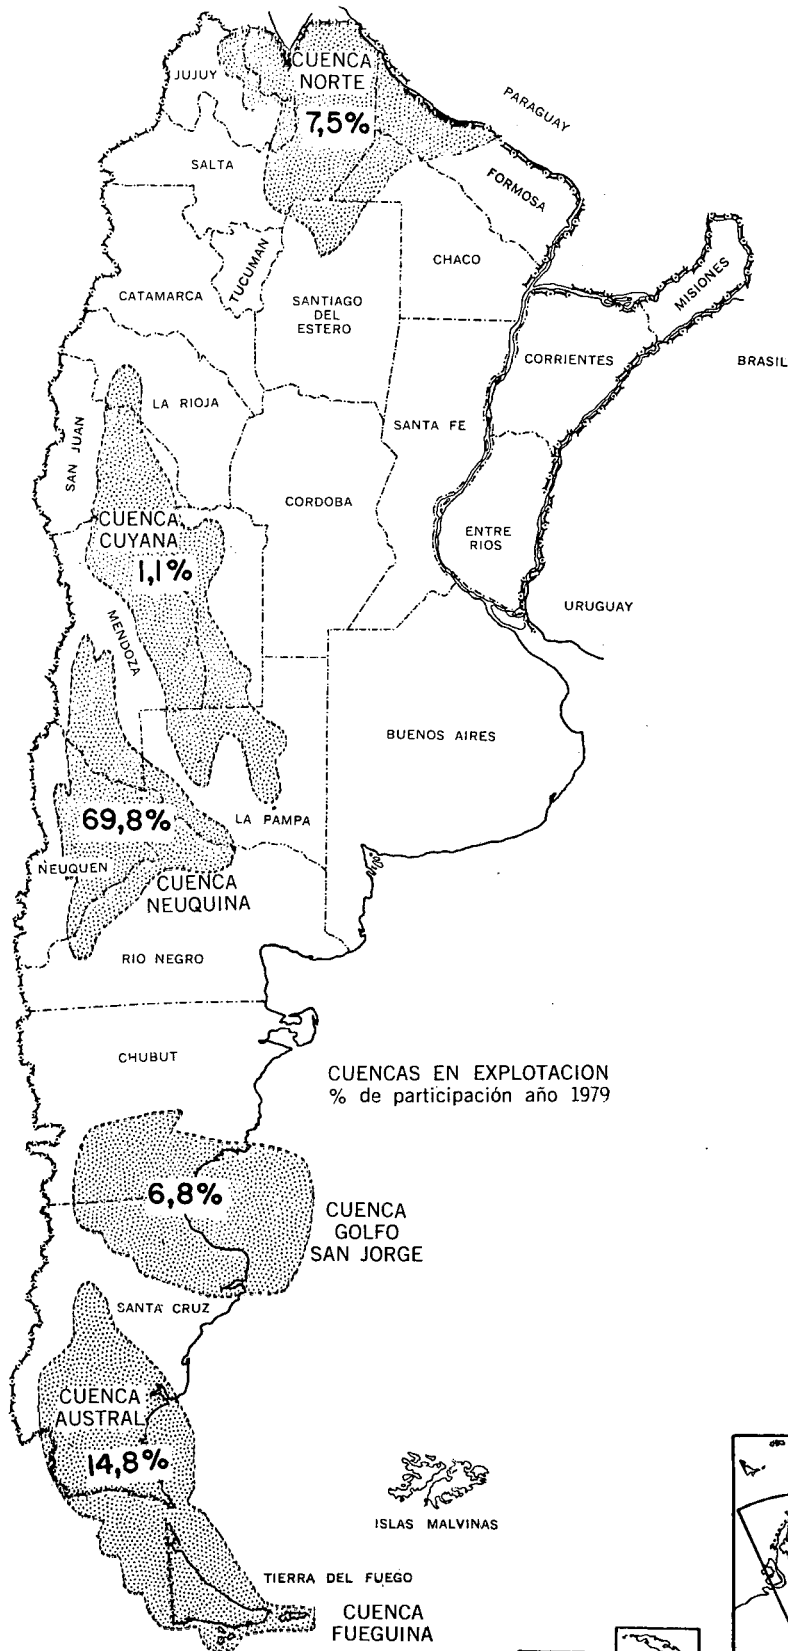 CUENCA
NORTE
7,5%
JUJUY
PARAGUAY
SALTA
FORMOSA
CHACO
TUCUMAN
MISIONES
CATAMARCA
SANTIAGO
DEL
ESTERO
CORRIENTES
BRASIL
LA RIOJA
SAN JUAN
SANTA FE
CORDOBA
CUENCA
CUYANA
1,1%
ENTRE
RIOS
URUGUAY
MENDOZA
BUENOS AIRES
69,8%
LA PAMPA
NEUQUEN
CUENCA
NEUQUINA
RIO NEGRO
CHUBUT
CUENCAS EN EXPLOTACION
% de participación año 1979
6,8%
CUENCA
GOLFO
SAN JORGE
SANTA CRUZ
CUENCA
AUSTRAL
14,8%
ISLAS MALVINAS
TIERRA DEL FUEGO
CUENCA
FUEGUINA